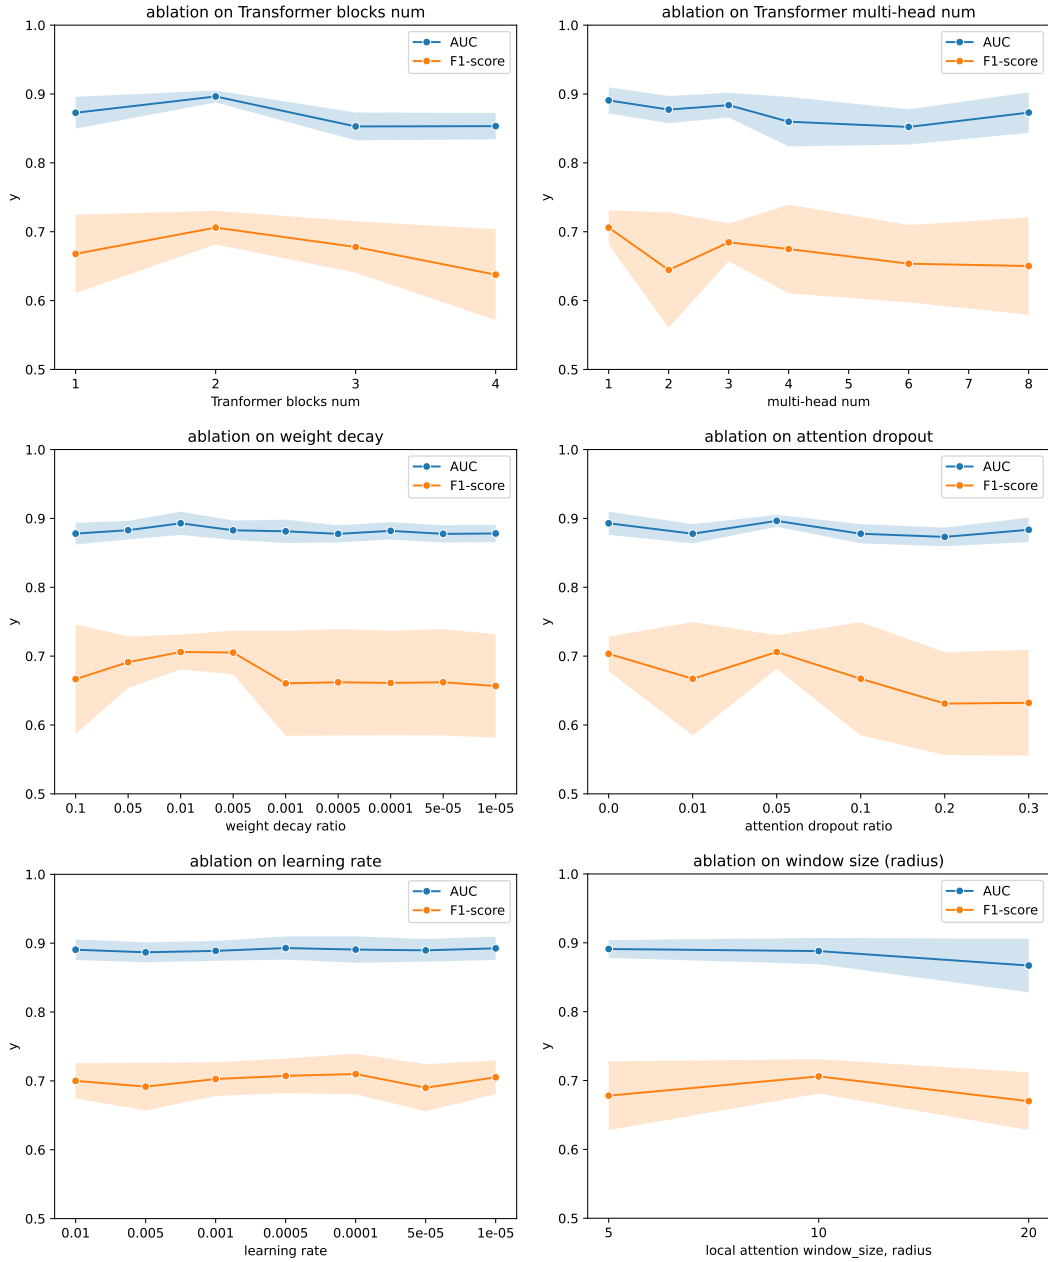 ablation on Transformer blocks num
1.0
0.9
0.8
0.7
0.6
0.5
y
AUC
F1-score
1 2 3 4
Tranformer blocks num
ablation on Transformer multi-head num
1.0
0.9
0.8
0.7
0.6
0.5
y
AUC
F1-score
1 2 3 4 5 6 7 8
multi-head num
ablation on weight decay
1.0
0.9
0.8
0.7
0.6
0.5
y
AUC
F1-score
0.1 0.05 0.01 0.005 0.001 0.0005 0.0001 5e-05 1e-05
weight decay ratio
ablation on attention dropout
1.0
0.9
0.8
0.7
0.6
0.5
y
AUC
F1-score
0.0 0.01 0.05 0.1 0.2 0.3
attention dropout ratio
ablation on learning rate
1.0
0.9
0.8
0.7
0.6
0.5
y
AUC
F1-score
0.01 0.005 0.001 0.0005 0.0001 5e-05 1e-05
learning rate
ablation on window size (radius)
1.0
0.9
0.8
0.7
0.6
0.5
y
AUC
F1-score
5 10 20
local attention window_size, radius